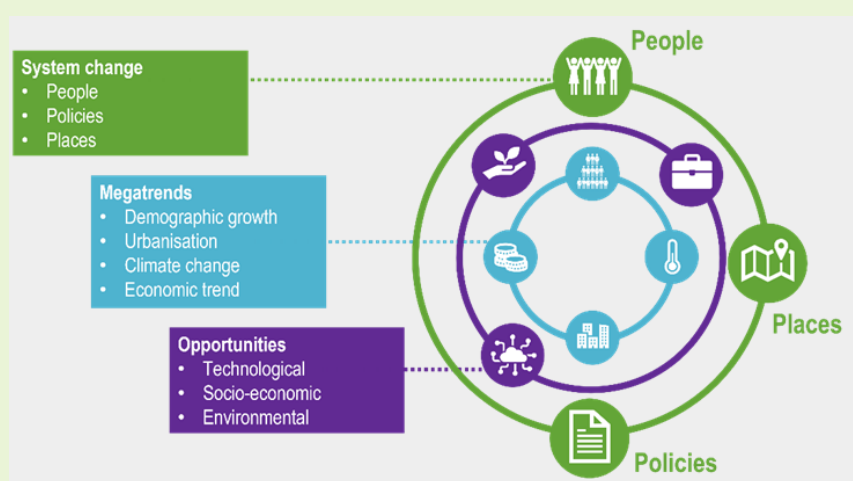 People
System change
• People
• Policies
• Places
Megatrends
• Demographic growth
• Urbanisation
• Climate change
• Economic trend
Places
Opportunities
• Technological
• Socio-economic
• Environmental
Policies